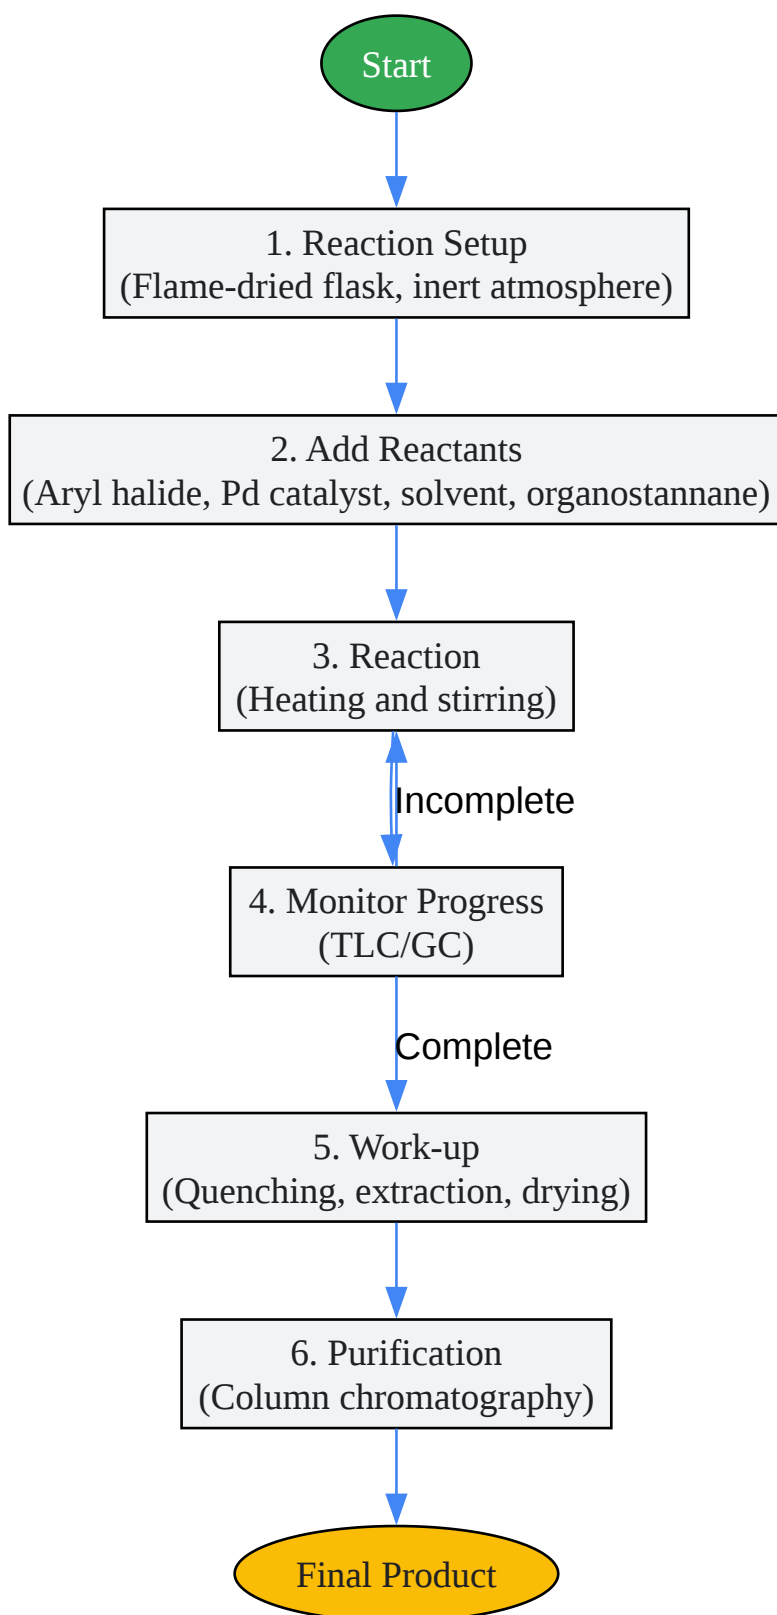 Start
1. Reaction Setup
(Flame-dried flask, inert atmosphere)
2. Add Reactants
(Aryl halide, Pd catalyst, solvent, organostannane)
3. Reaction
(Heating and stirring)
Incomplete
4. Monitor Progress
(TLC/GC)
Complete
5. Work-up
(Quenching, extraction, drying)
6. Purification
(Column chromatography)
Final Product